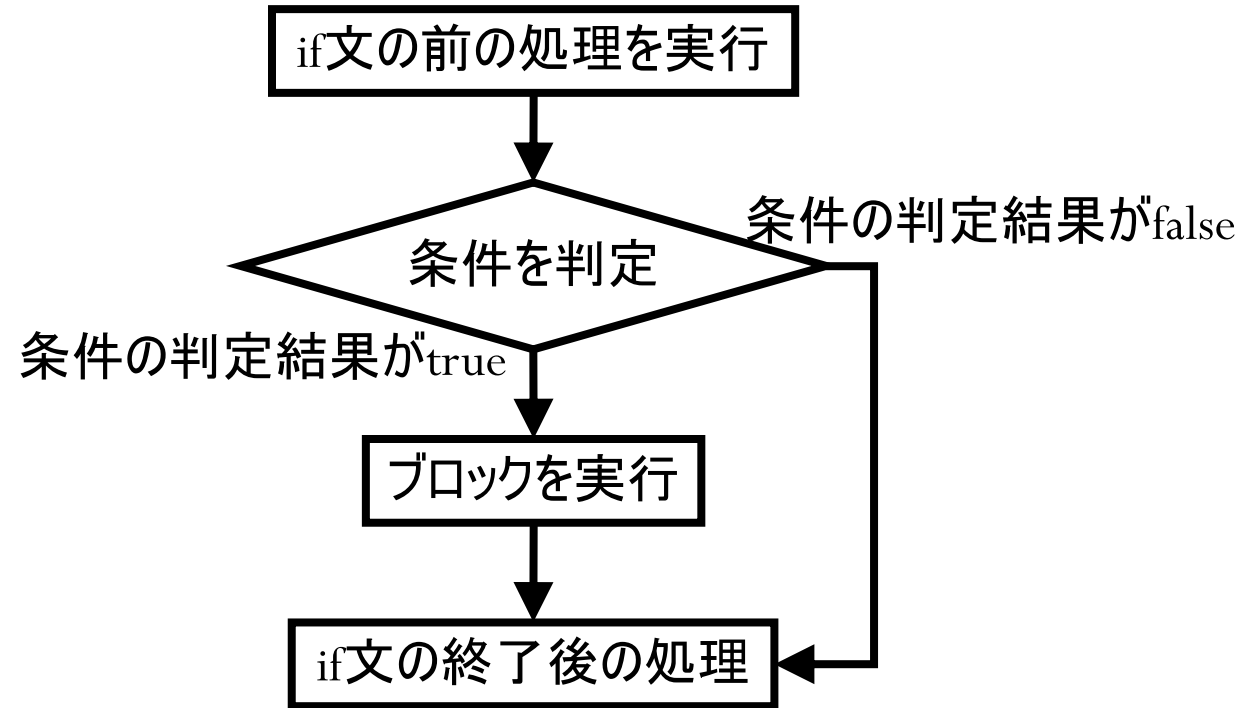 if文の前の処理を実行
条件の判定結果がfalse
条件を判定
条件の判定結果がtrue
ブロックを実行
if文の終了後の処理